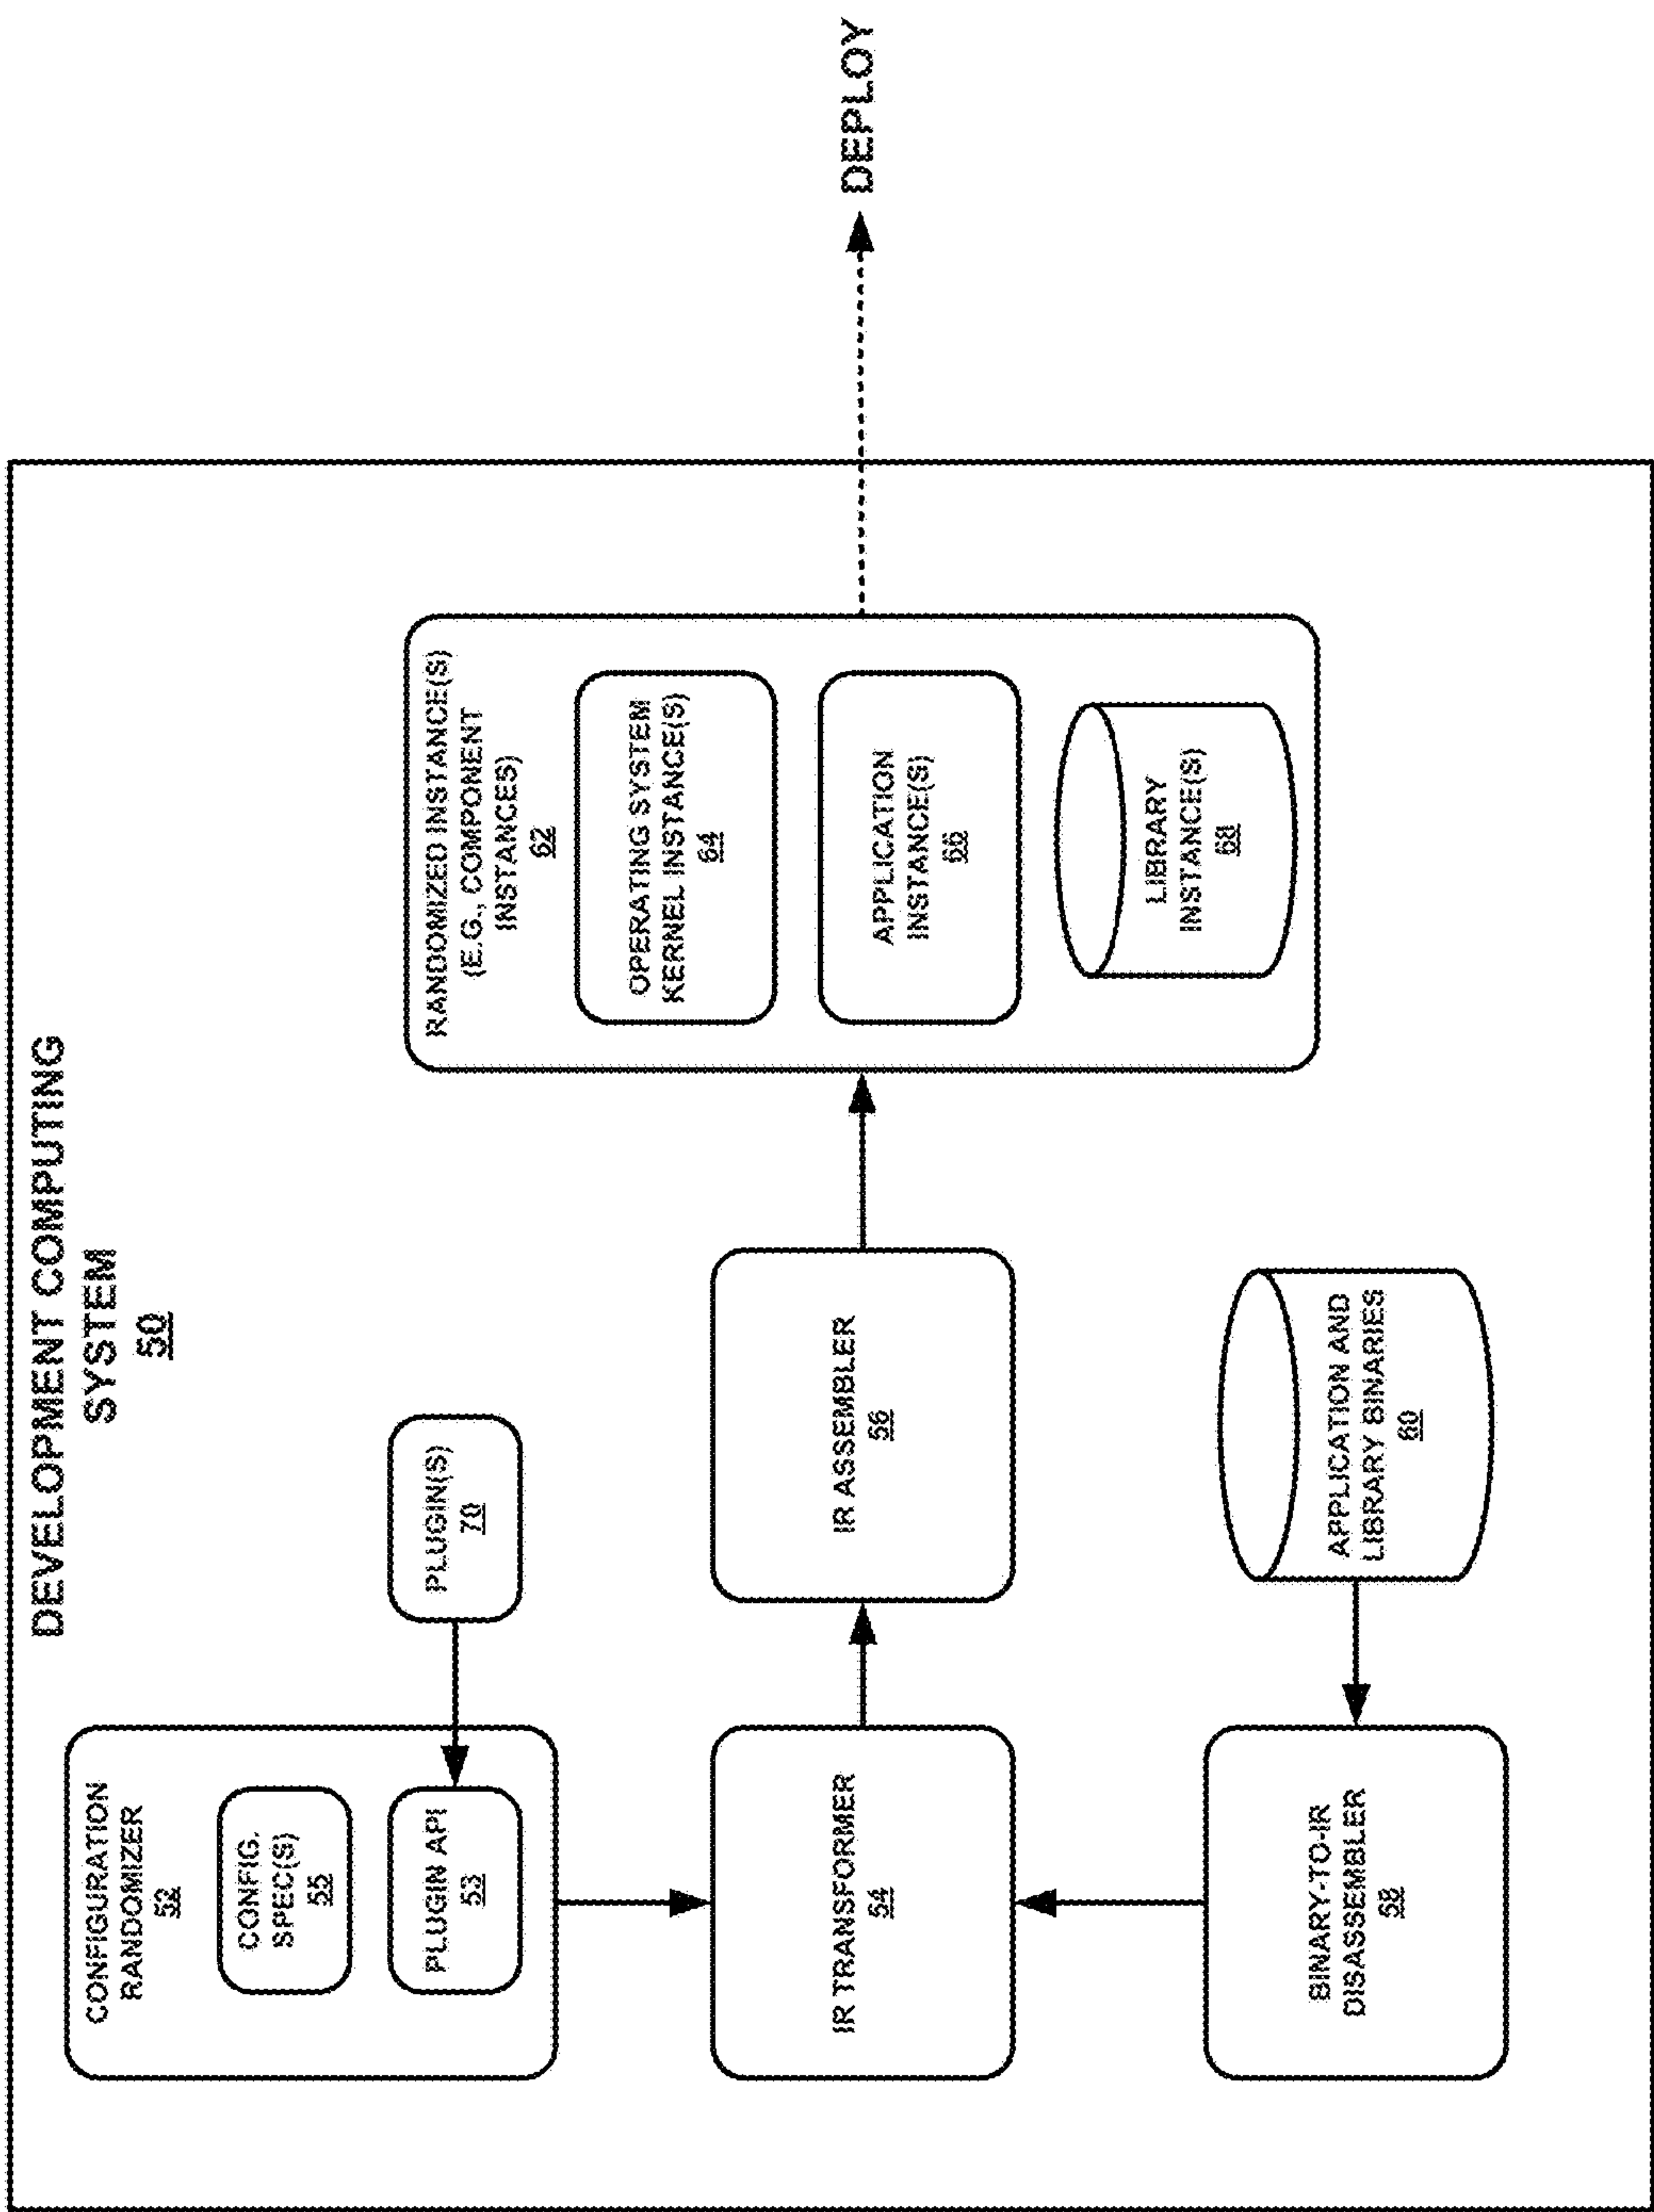 DEVELOPMENT COMPUTING
SYSTEM
50
CONFIGURATION
RANDOMIZER
52
CONFIG.
SPEC(S)
55
PLUGIN API
53
PLUGIN(S)
70
IR TRANSFORMER
54
IR ASSEMBLER
56
BINARY-TO-IR
DISASSEMBLER
58
APPLICATION AND
LIBRARY BINARIES
60
RANDOMIZED INSTANCE(S)
(E.G., COMPONENT
INSTANCES)
62
OPERATING SYSTEM
KERNEL INSTANCE(S)
64
APPLICATION
INSTANCE(S)
66
LIBRARY
INSTANCE(S)
68
DEPLOY